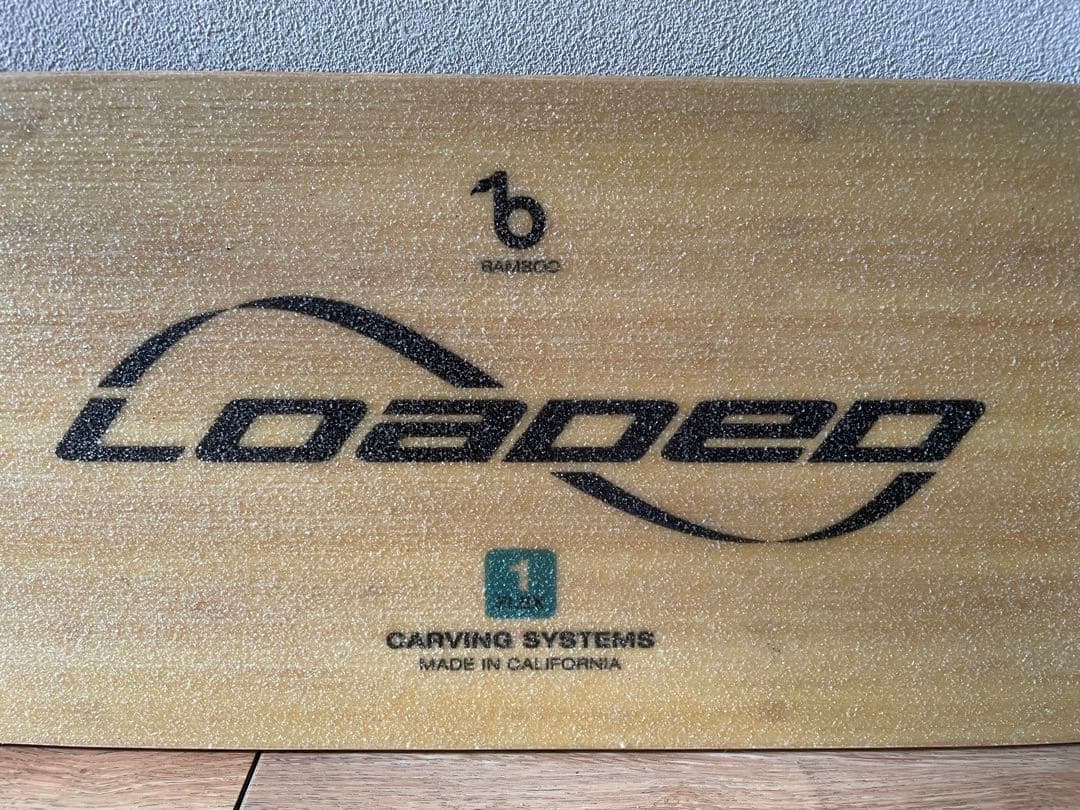 b
BAMBOO
LOADED
1
FLEX
CARVING SYSTEMS
MADE IN CALIFORNIA